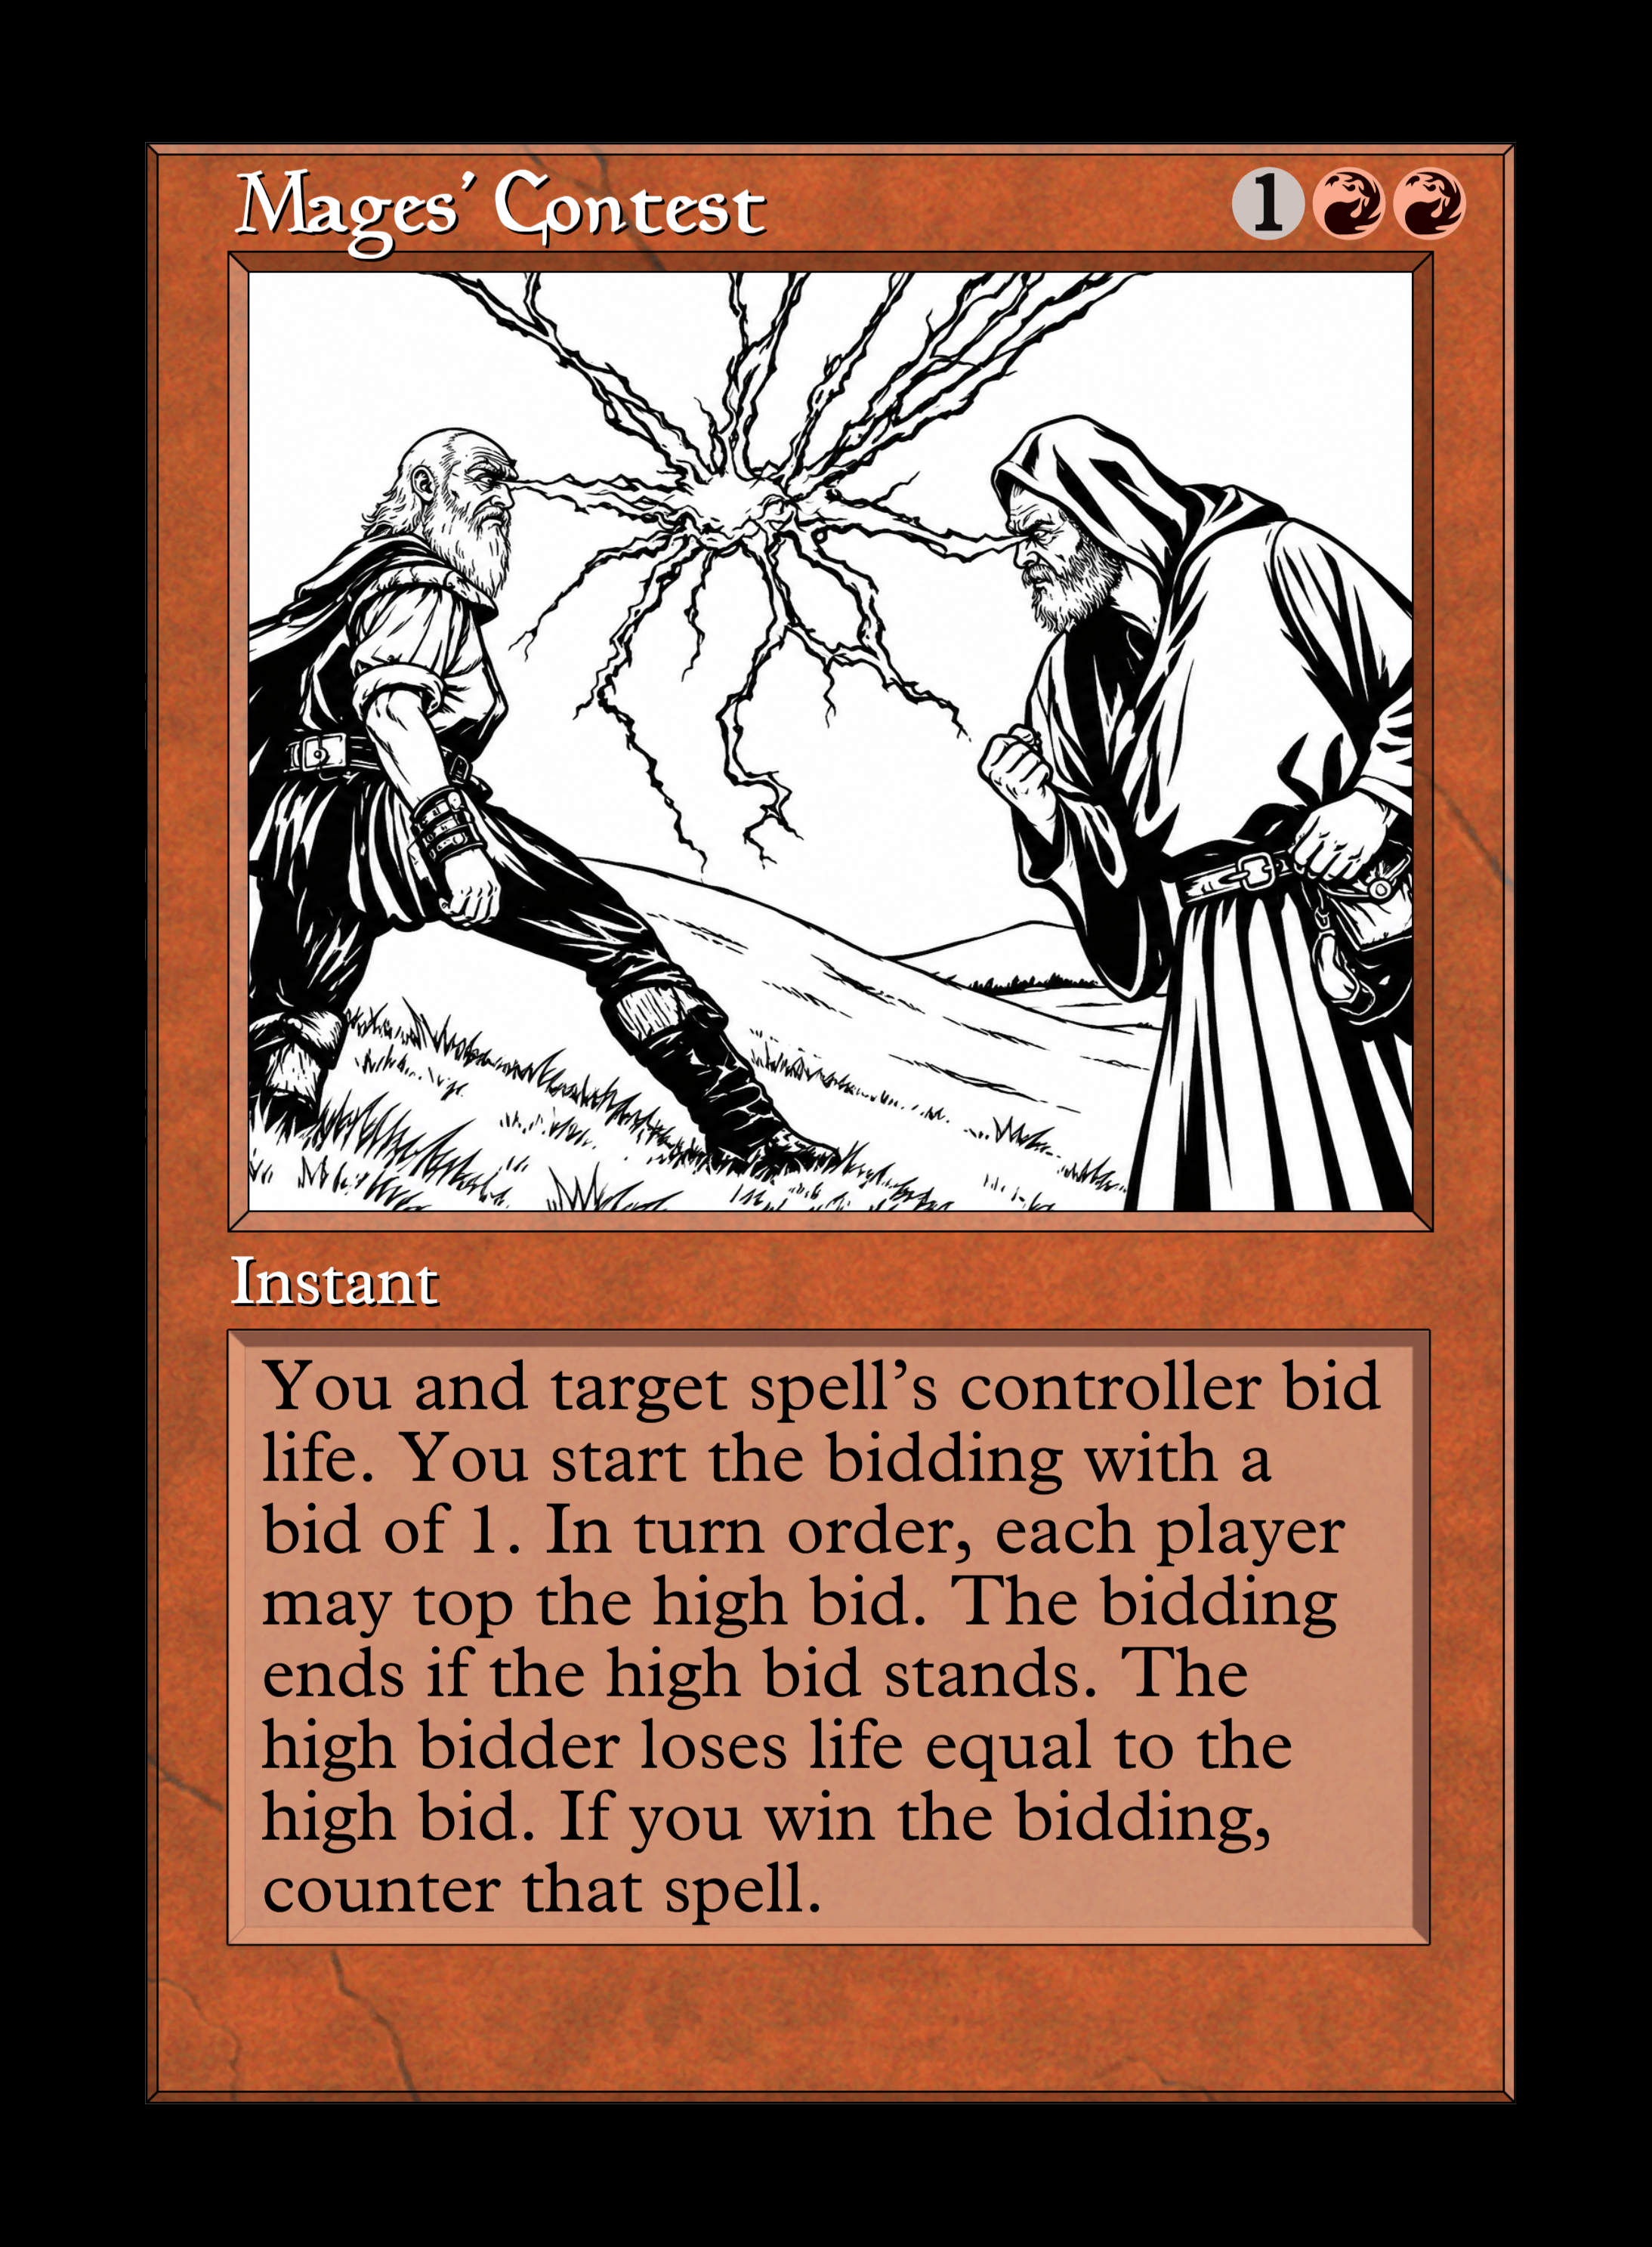 Mages’ Contest
1
Instant
You and target spell’s controller bid
life. You start the bidding with a
bid of 1. In turn order, each player
may top the high bid. The bidding
ends if the high bid stands. The
high bidder loses life equal to the
high bid. If you win the bidding,
counter that spell.